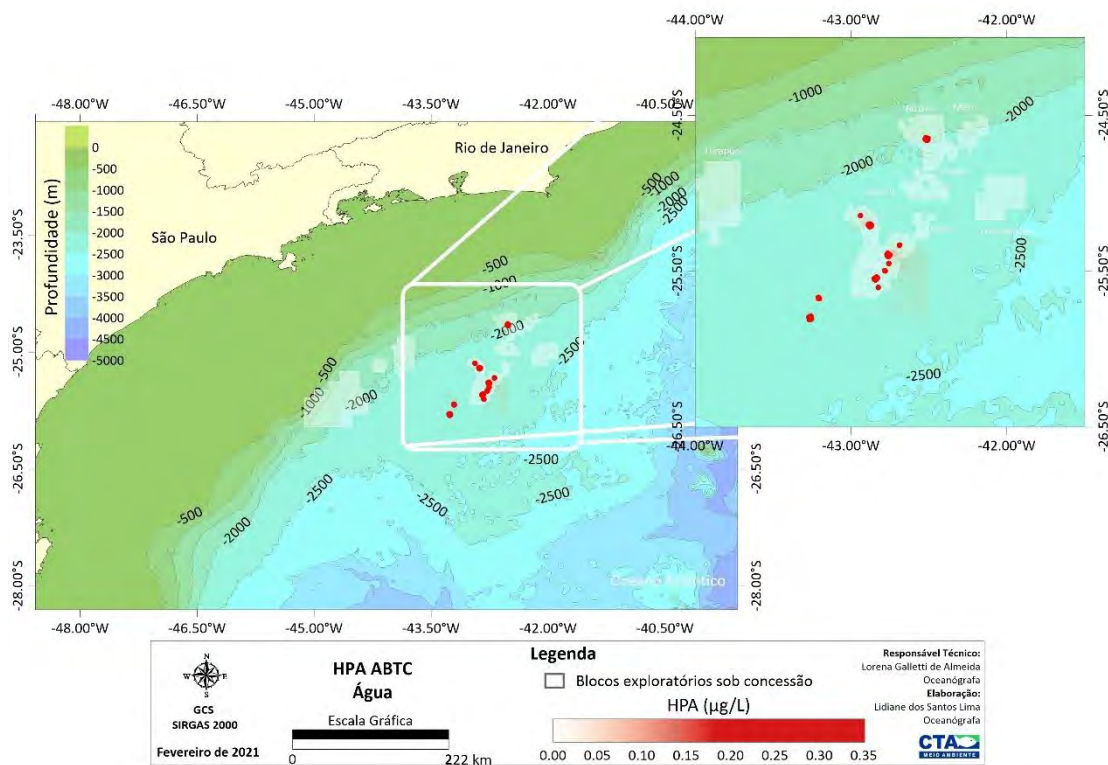 -44.00°W -43.00°W -42.00°W
-48.00°W -46.50°W -45.00°W -43.50°W -42.00°W -40.50°W
-1000
-2000
-24.50°S
-24.50°S
0
-500
-1000
-1500
-2000
-2500
-3000
-3500
-4000
-4500
-5000
Profundidade (m)
Rio de Janeiro
São Paulo
-500
-1000
-2000
-2500
-2000
-23.50°S
-500
-1000
-2500
-25.50°S
-25.50°S
-2000
-2500
-25.00°S
-500
-1000
-2000
-2500
-26.50°S
-26.50°S
-44.00°W -43.00°W -42.00°W
-26.50°S
-26.50°S
-2500
-2500
-2500
-2500
-500
-2000
Oceano Atlântico
-28.00°S
-28.00°S
-48.00°W -46.50°W -45.00°W -43.50°W -42.00°W -40.50°W
N
W E
S
GCS
SIRGAS 2000
Fevereiro de 2021
HPA ABTC
Água
Escala Gráfica
0 222 km
Legenda
Blocos exploratórios sob concessão
HPA (µg/L)
0.00 0.05 0.10 0.15 0.20 0.25 0.30 0.35
Responsável Técnico:
Lorena Galletti de Almeida
Oceanógrafa
Elaboração:
Lidiane dos Santos Lima
Oceanógrafa
CTA
MEIO AMBIENTE